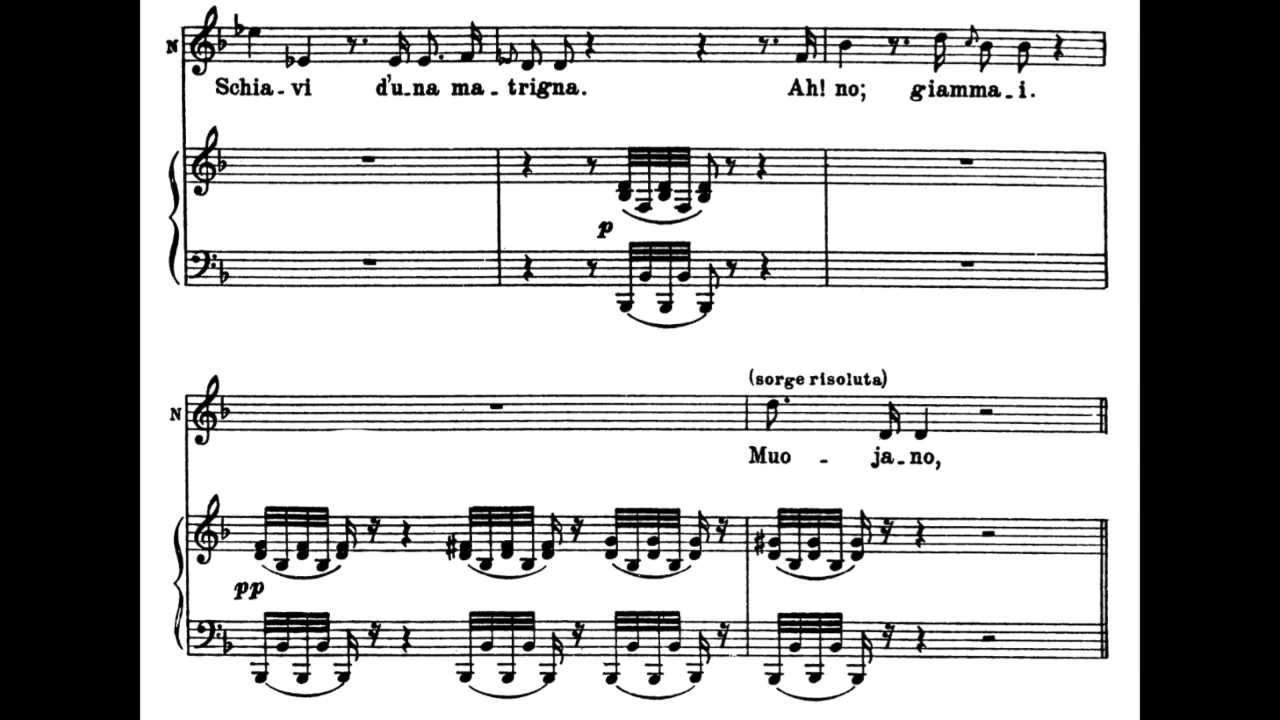 N
Schia-vi d'u-na ma-trigna. Ah! no; giamma-i.
p
(sorge risoluta)
N
Muo - ja-no,
pp